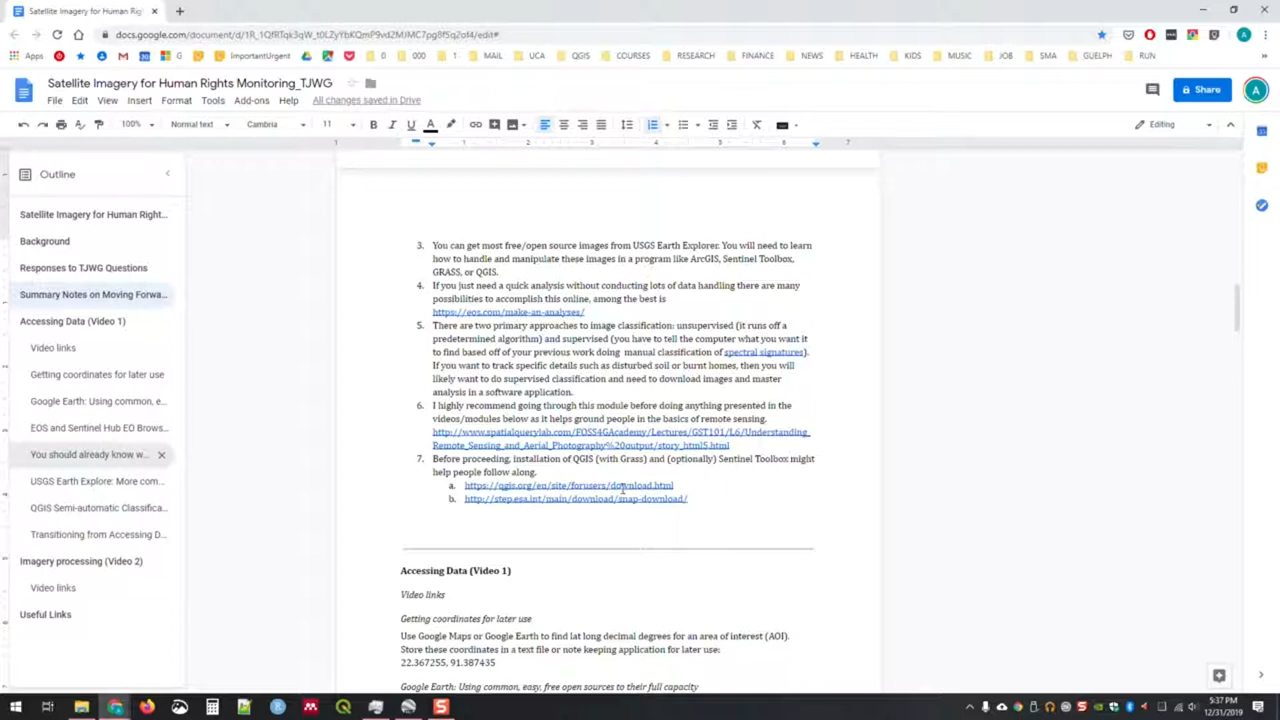 Satellite Imagery for Human Rig
docs.google.com/document/d/1R_1QfRTqk3qW_t0LZyYbKQmP9vd2MJMC7pg8fSq2of4/edit#
Apps
G
ImportantUrgent
0
000
1
MAIL
UCA
QGIS
COURSES
RESEARCH
FINANCE
NEWS
HEALTH
KIDS
MUSIC
JOB
SMA
GUELPH
RUN
Satellite Imagery for Human Rights Monitoring_TJWG
File Edit View Insert Format Tools Add-ons Help All changes saved in Drive
Share
A
100% Normal text Cambria 11 B I U A Editing
1 1 2 3 4 5 6 7
Outline
Satellite Imagery for Human Right...
Background
Responses to TJWG Questions
Summary Notes on Moving Forwa...
Accessing Data (Video 1)
Video links
Getting coordinates for later use
Google Earth: Using common, e...
EOS and Sentinel Hub EO Brows...
You should already know w...
USGS Earth Explorer: More com...
QGIS Semi-automatic Classifica...
Transitioning from Accessing D...
Imagery processing (Video 2)
Video links
Useful Links
3. You can get most free/open source images from USGS Earth Explorer. You will need to learn
how to handle and manipulate these images in a program like ArcGIS, Sentinel Toolbox,
GRASS, or QGIS.
4. If you just need a quick analysis without conducting lots of data handling there are many
possibilities to accomplish this online, among the best is
https://eos.com/make-an-analyses/
5. There are two primary approaches to image classification: unsupervised (it runs off a
predetermined algorithm) and supervised (you have to tell the computer what you want it
to find based off of your previous work doing manual classification of spectral signatures).
If you want to track specific details such as disturbed soil or burnt homes, then you will
likely want to do supervised classification and need to download images and master
analysis in a software application.
6. I highly recommend going through this module before doing anything presented in the
videos/modules below as it helps ground people in the basics of remote sensing.
http://www.spatialquerylab.com/FOSS4GAcademy/Lectures/GST101/L6/Understanding_
Remote_Sensing_and_Aerial_Photography%20output/story_html5.html
7. Before proceeding, installation of QGIS (with Grass) and (optionally) Sentinel Toolbox might
help people follow along.
a. https://qgis.org/en/site/forusers/download.html
b. http://step.esa.int/main/download/snap-download/
Accessing Data (Video 1)
Video links
Getting coordinates for later use
Use Google Maps or Google Earth to find lat long decimal degrees for an area of interest (AOI).
Store these coordinates in a text file or note keeping application for later use:
22.367255, 91.387435
Google Earth: Using common, easy, free open sources to their full capacity
5:37 PM
12/31/2019